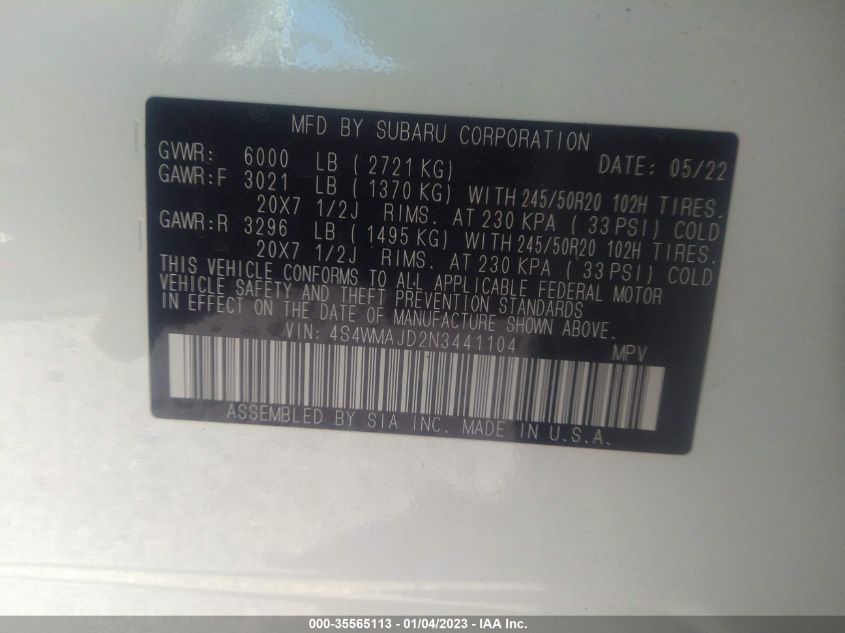 MFD BY SUBARU CORPORATION
GVWR: 6000 LB ( 2721 KG) DATE: 05/22
GAWR:F 3021 LB ( 1370 KG) WITH 245/50R20 102H TIRES.
20X7 1/2J RIMS. AT 230 KPA ( 33 PSI) COLD
GAWR:R 3296 LB ( 1495 KG) WITH 245/50R20 102H TIRES.
20X7 1/2J RIMS. AT 230 KPA ( 33 PSI) COLD
THIS VEHICLE CONFORMS TO ALL APPLICABLE FEDERAL MOTOR
VEHICLE SAFETY AND THEFT PREVENTION STANDARDS
IN EFFECT ON THE DATE OF MANUFACTURE SHOWN ABOVE.
VIN: 4S4WMAJD2N3441104 MPV
ASSEMBLED BY SIA INC. MADE IN U.S.A.
000-35565113 - 01/04/2023 - IAA Inc.